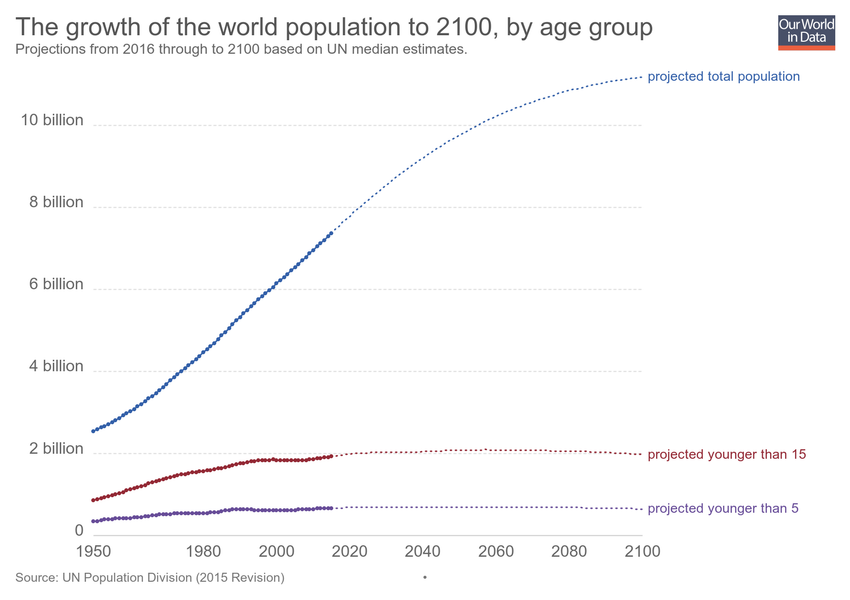 The growth of the world population to 2100, by age group
Projections from 2016 through to 2100 based on UN median estimates.
Our World
in Data
projected total population
10 billion
8 billion
6 billion
4 billion
2 billion
projected younger than 15
projected younger than 5
0
1950 1980 2000 2020 2040 2060 2080 2100
Source: UN Population Division (2015 Revision)